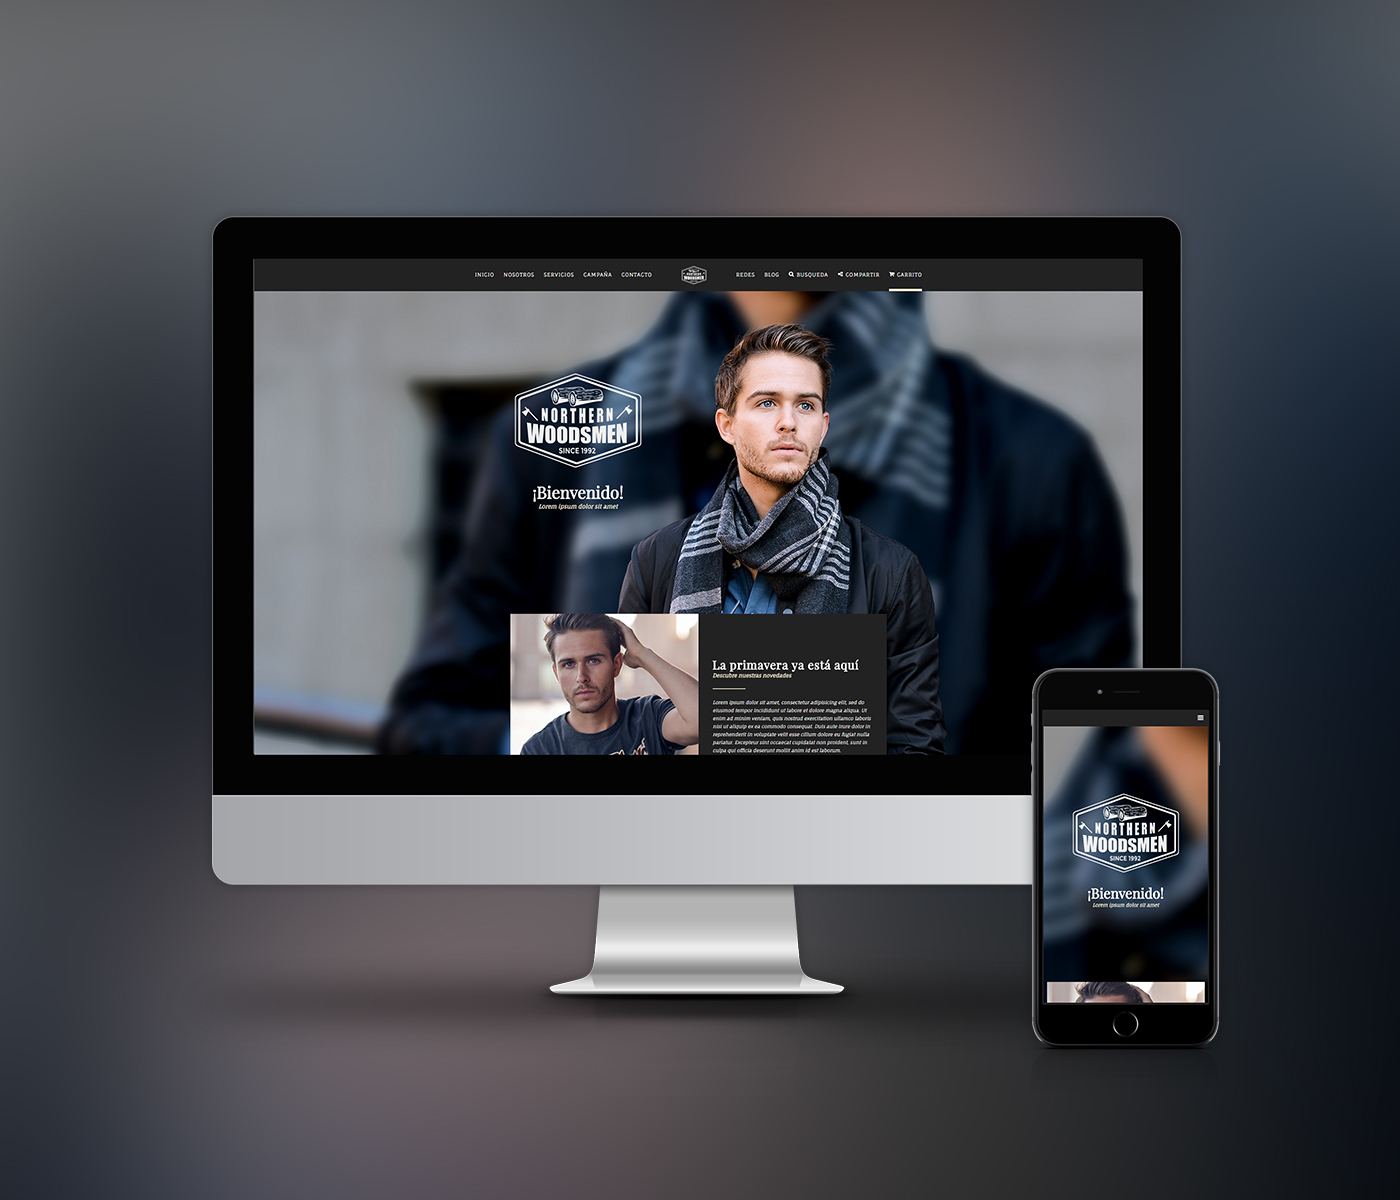 INICIO NOSOTROS SERVICIOS CAMPAÑA CONTACTO NORTHERN WOODSMEN REDES BLOG BUSQUEDA COMPARTIR CARRITO
NORTHERN
WOODSMEN
SINCE 1992
¡Bienvenido!
Lorem ipsum dolor sit amet
La primavera ya está aquí
Descubre nuestras novedades
Lorem ipsum dolor sit amet, consectetur adipisicing elit, sed do
eiusmod tempor incididunt ut labore et dolore magna aliqua. Ut
enim ad minim veniam, quis nostrud exercitation ullamco laboris
nisi ut aliquip ex ea commodo consequat. Duis aute irure dolor in
reprehenderit in voluptate velit esse cillum dolore eu fugiat nulla
pariatur. Excepteur sint occaecat cupidatat non proident, sunt in
culpa qui officia deserunt mollit anim id est laborum.
NORTHERN
WOODSMEN
SINCE 1992
¡Bienvenido!
Lorem ipsum dolor sit amet